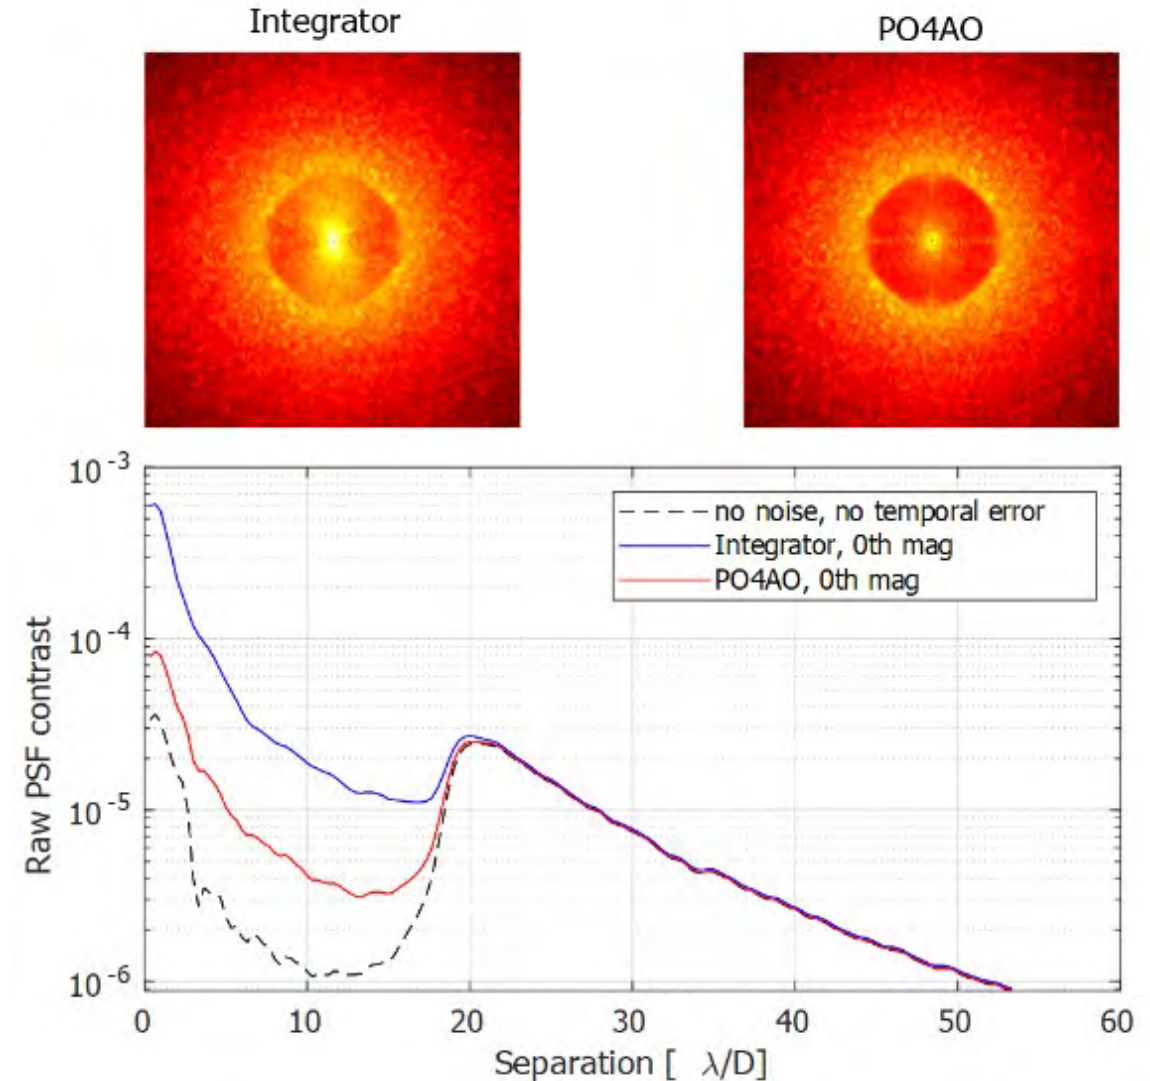 Integrator
PO4AO
10-3
10-4
10-5
10-6
Raw PSF contrast
no noise, no temporal error
Integrator, 0th mag
PO4AO, 0th mag
0 10 20 30 40 50 60
Separation [ λ/D]